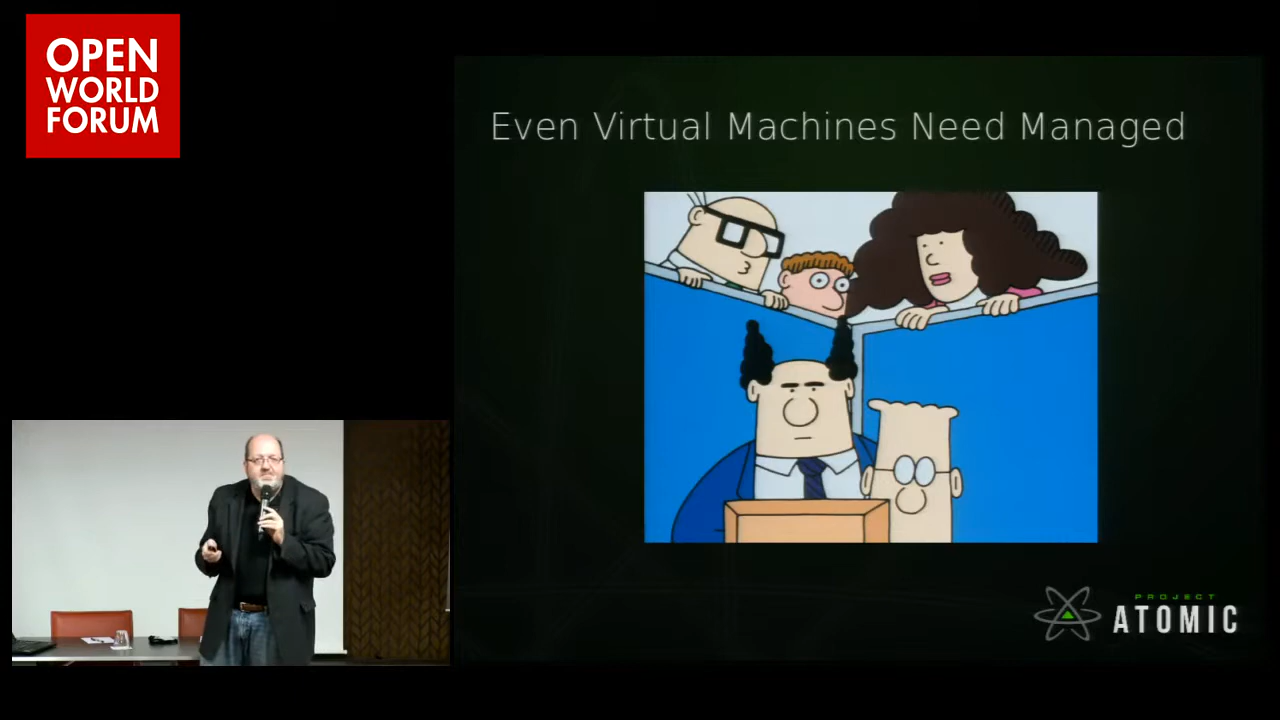 OPEN
WORLD
FORUM
Even Virtual Machines Need Managed
PROJECT
ATOMIC